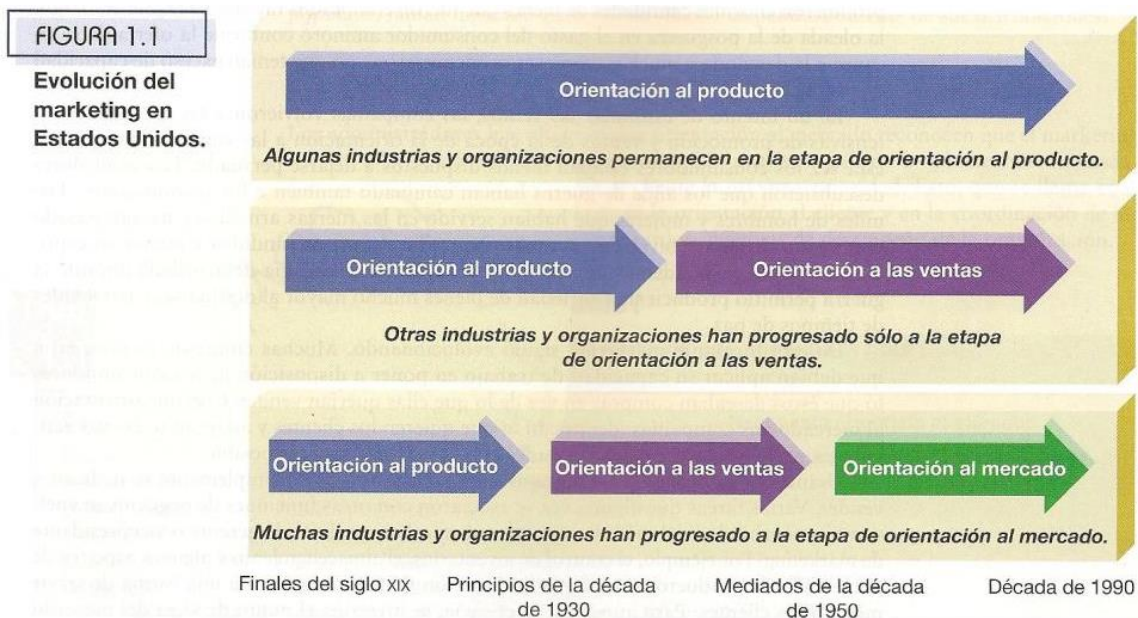 FIGURA 1.1
Evolución del
marketing en
Estados Unidos.
Orientación al producto
Algunas industrias y organizaciones permanecen en la etapa de orientación al producto.
Orientación al producto
Orientación a las ventas
Otras industrias y organizaciones han progresado sólo a la etapa
de orientación a las ventas.
Orientación al producto
Orientación a las ventas
Orientación al mercado
Muchas industrias y organizaciones han progresado a la etapa de orientación al mercado.
Finales del siglo XIX
Principios de la década
de 1930
Mediados de la década
de 1950
Década de 1990